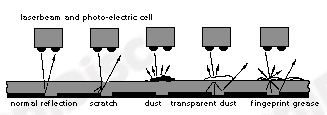 laserbeam and photo-electric cell
normal reflection scratch dust transparent dust fingerprint grease